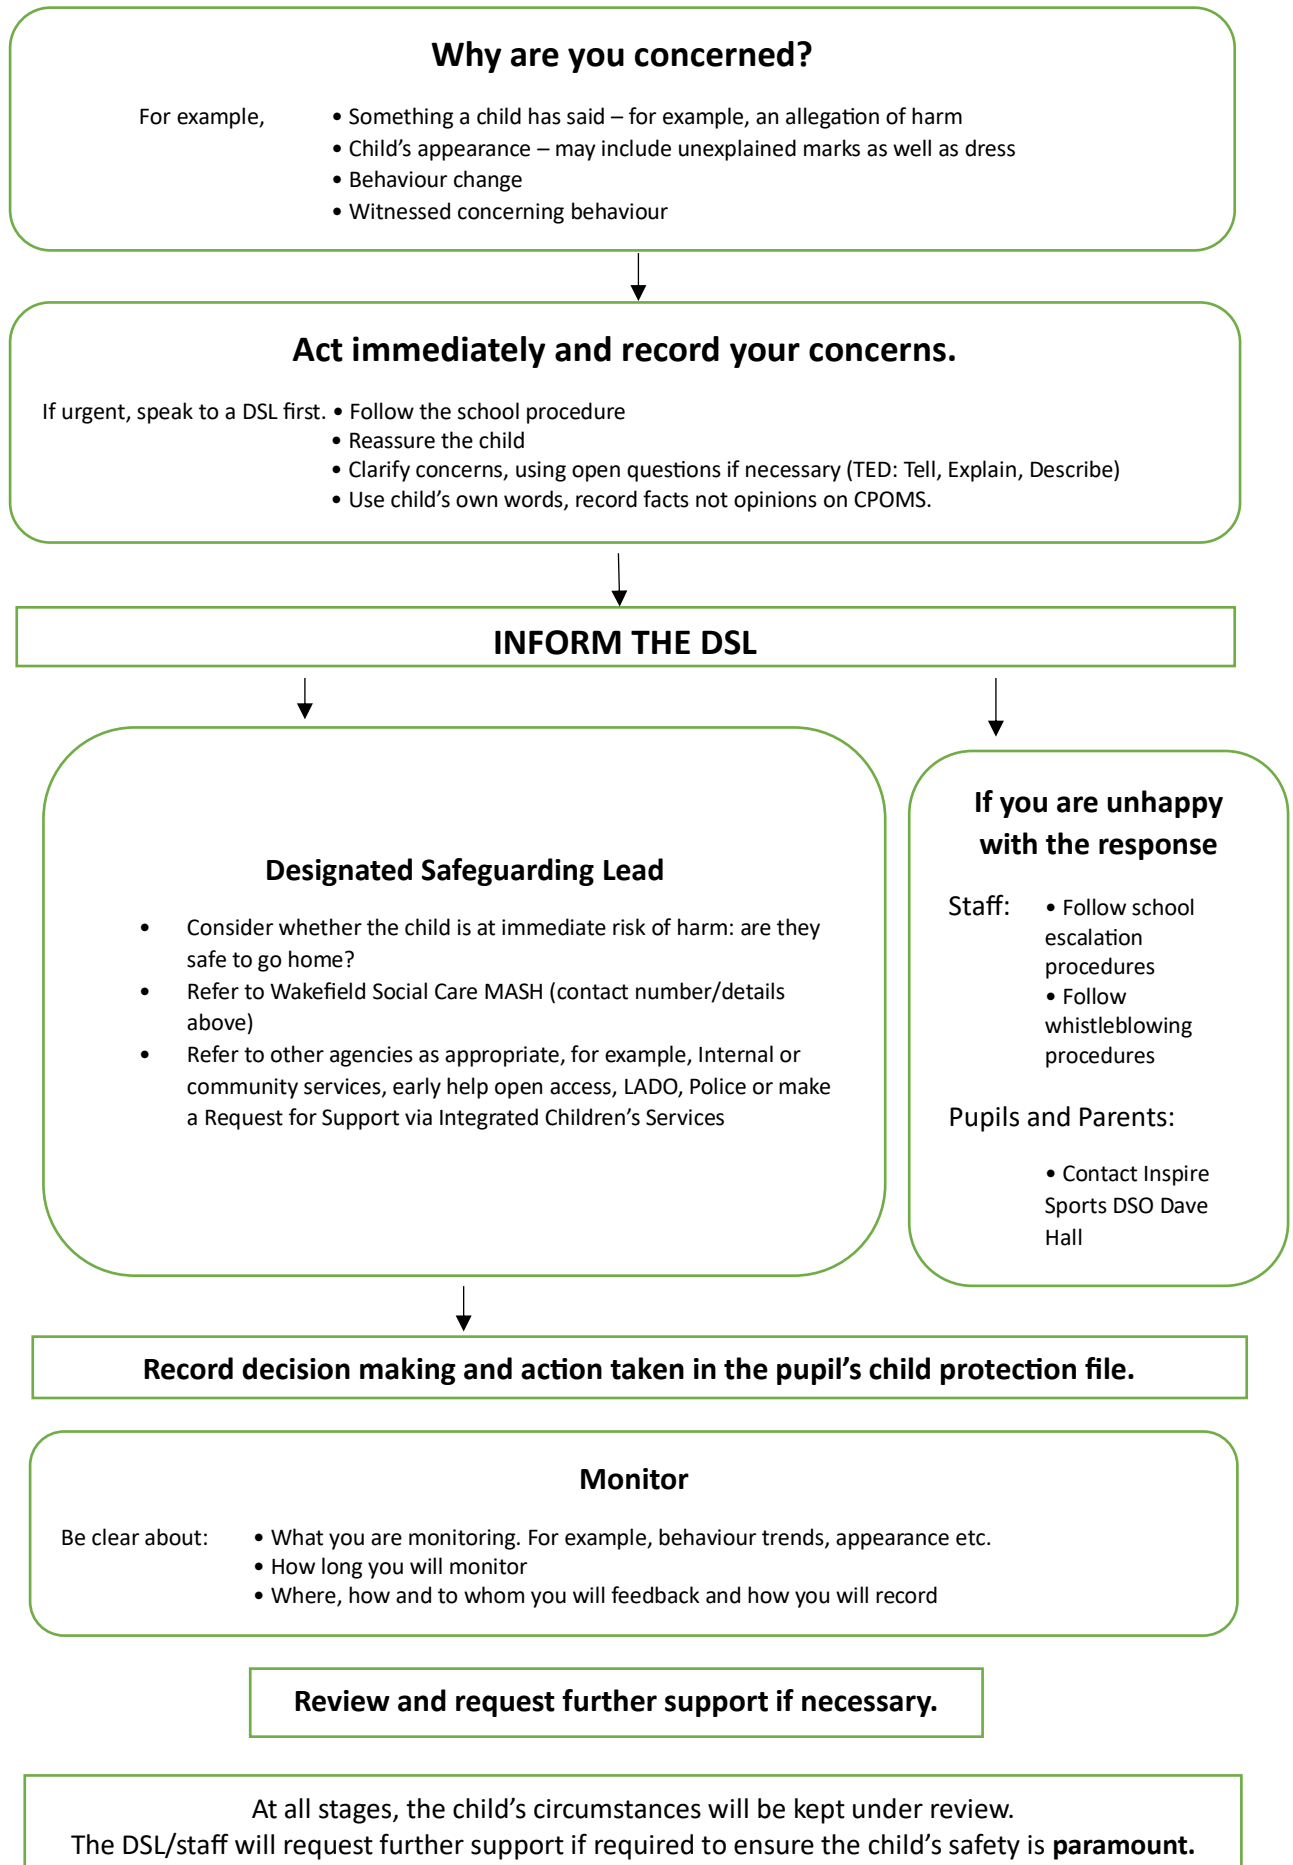 Why are you concerned?
For example, • Something a child has said – for example, an allegation of harm
• Child's appearance – may include unexplained marks as well as dress
• Behaviour change
• Witnessed concerning behaviour
Act immediately and record your concerns.
If urgent, speak to a DSL first. • Follow the school procedure
• Reassure the child
• Clarify concerns, using open questions if necessary (TED: Tell, Explain, Describe)
• Use child's own words, record facts not opinions on CPOMS.
INFORM THE DSL
Designated Safeguarding Lead
• Consider whether the child is at immediate risk of harm: are they
safe to go home?
• Refer to Wakefield Social Care MASH (contact number/details
above)
• Refer to other agencies as appropriate, for example, Internal or
community services, early help open access, LADO, Police or make
a Request for Support via Integrated Children's Services
If you are unhappy
with the response
Staff: • Follow school
escalation
procedures
• Follow
whistleblowing
procedures
Pupils and Parents:
• Contact Inspire
Sports DSO Dave
Hall
Record decision making and action taken in the pupil's child protection file.
Monitor
Be clear about: • What you are monitoring. For example, behaviour trends, appearance etc.
• How long you will monitor
• Where, how and to whom you will feedback and how you will record
Review and request further support if necessary.
At all stages, the child's circumstances will be kept under review.
The DSL/staff will request further support if required to ensure the child's safety is paramount.